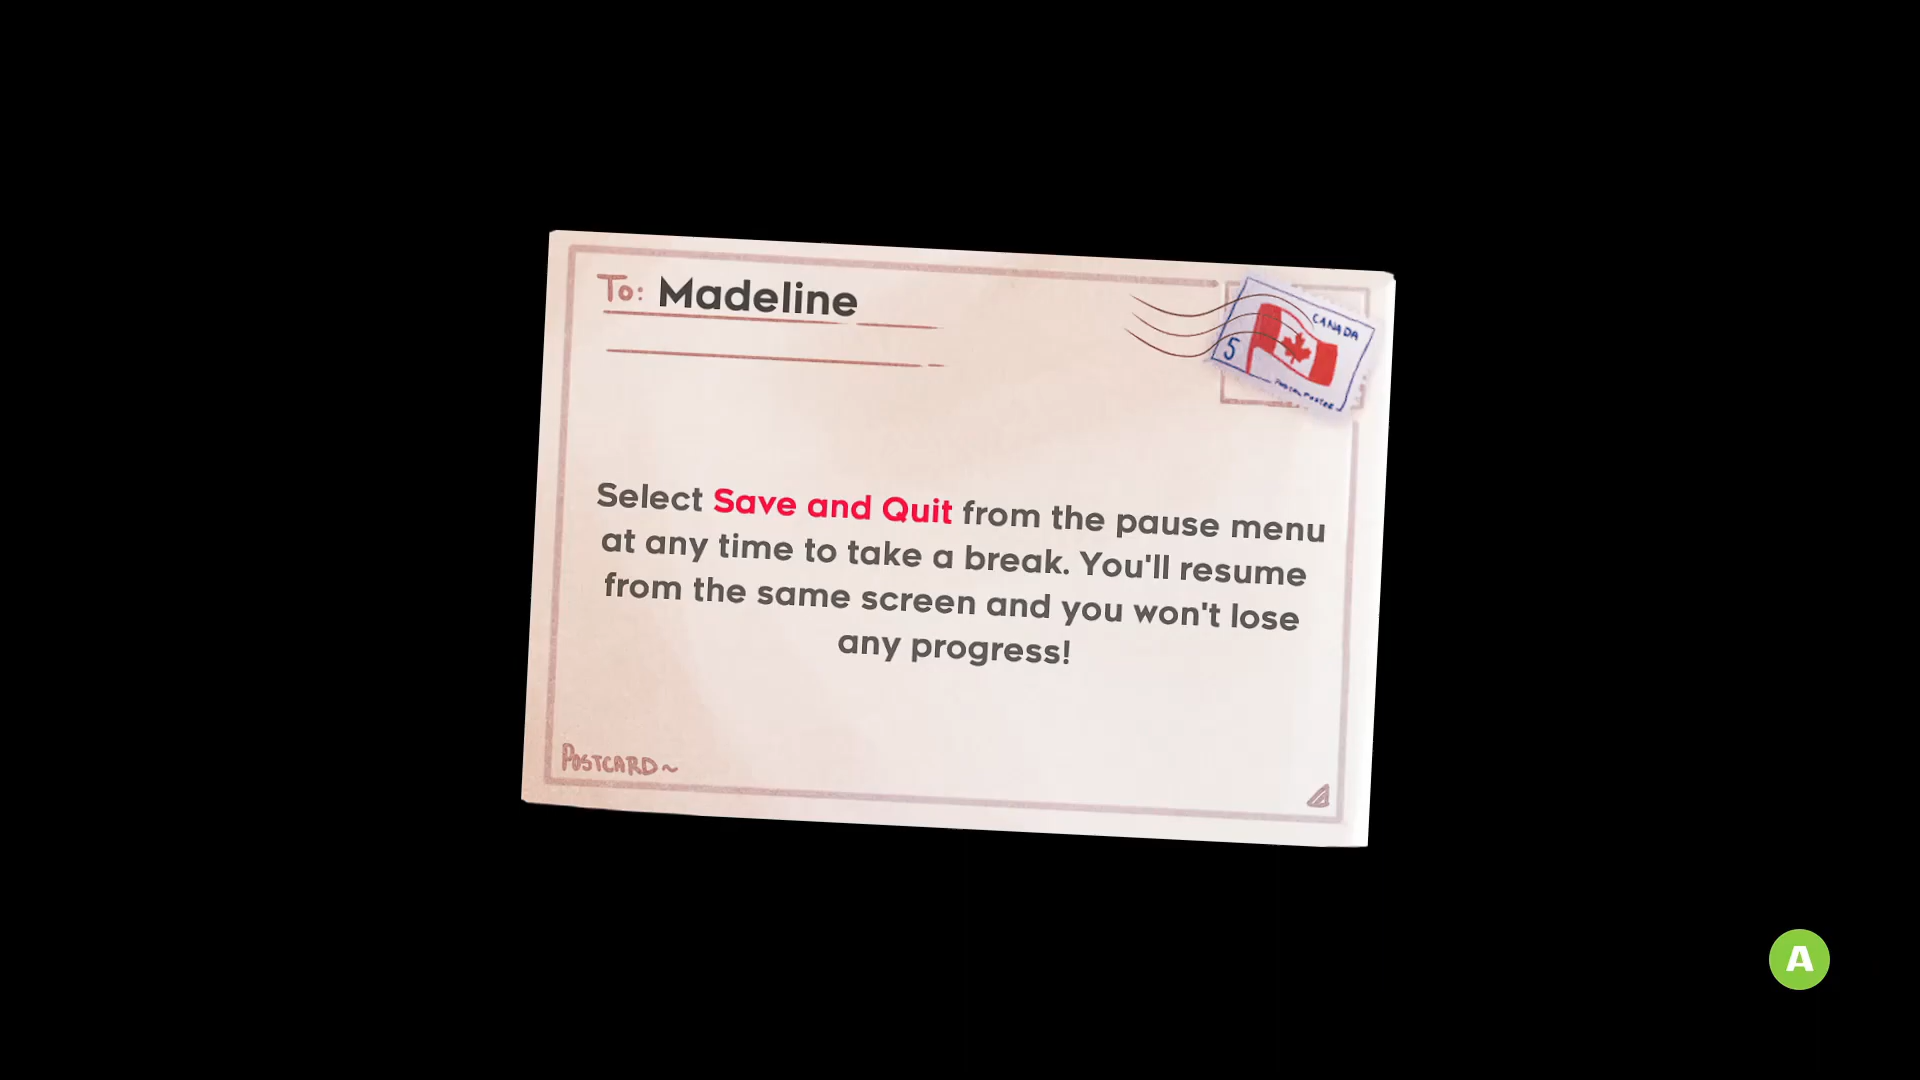 To: Madeline
CANADA
5
Select Save and Quit from the pause menu
at any time to take a break. You'll resume
from the same screen and you won't lose
any progress!
POSTCARD~
A